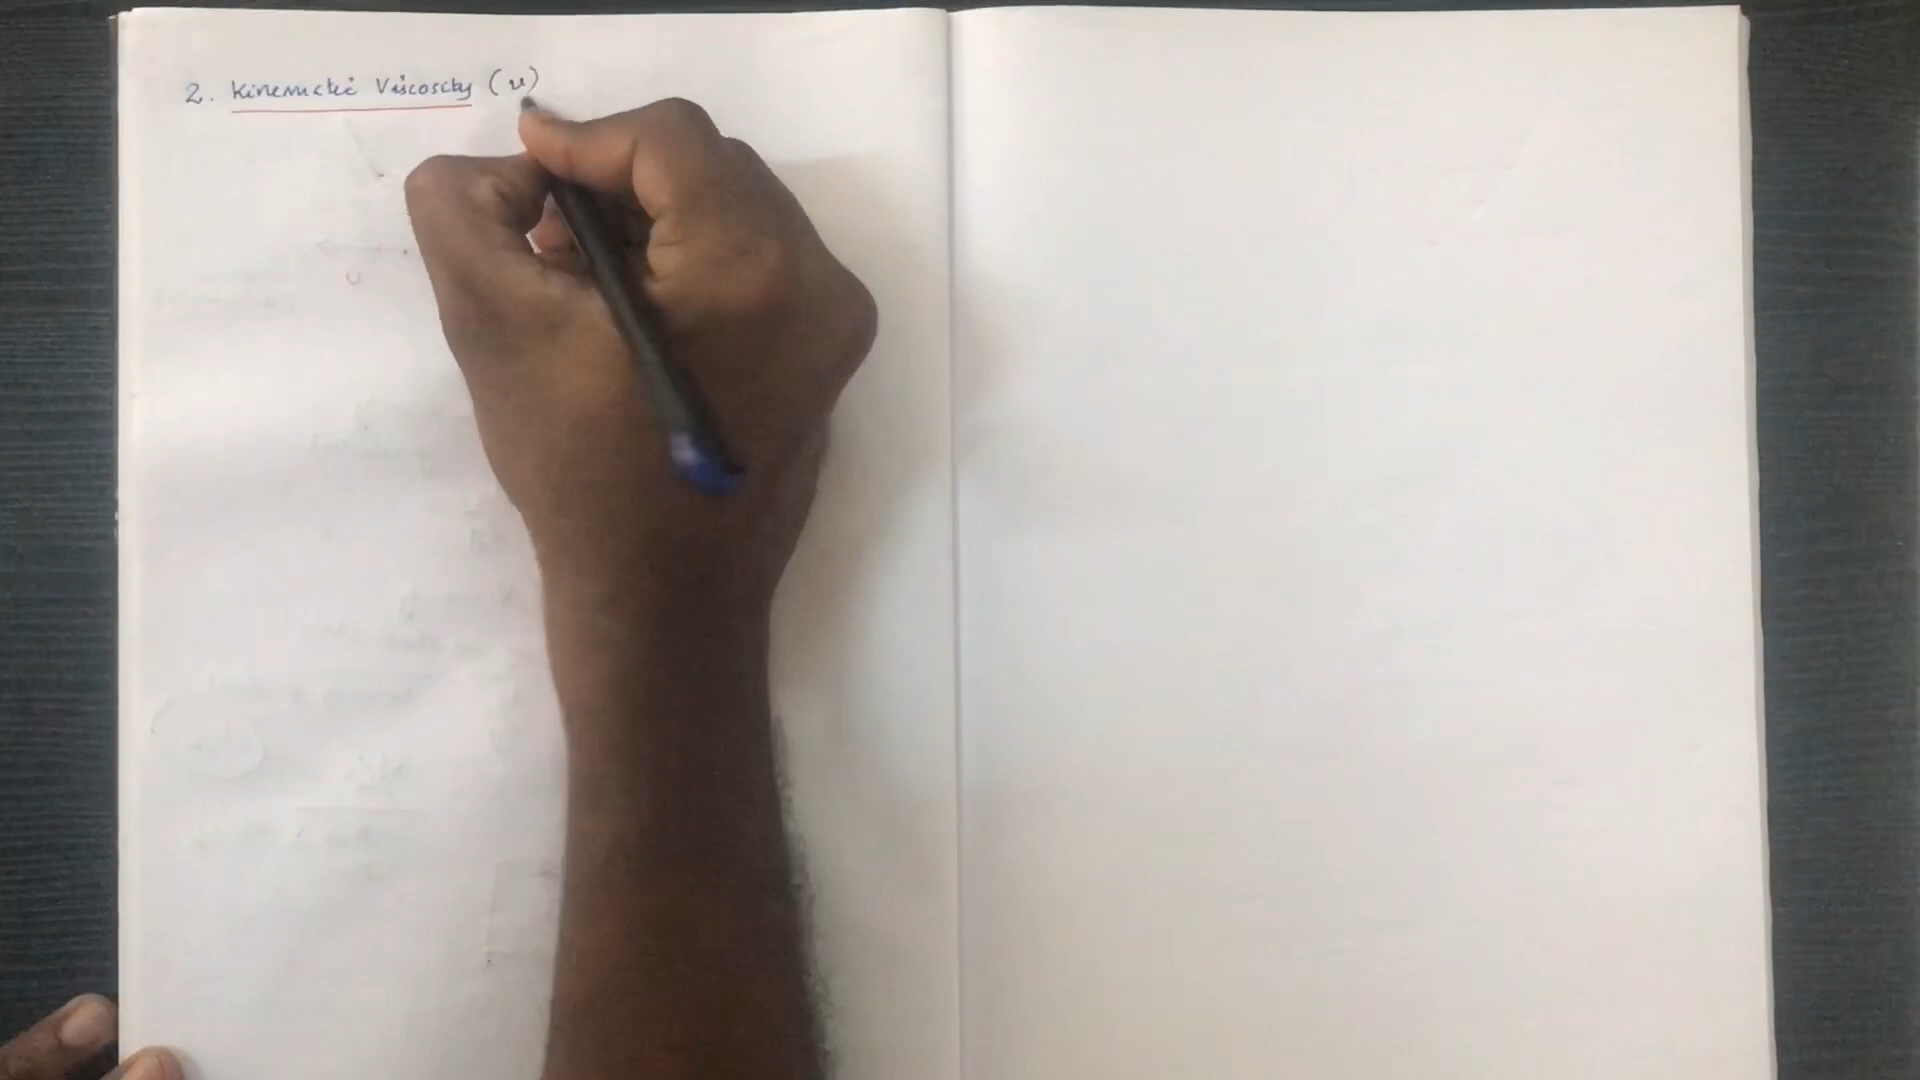 2. Kinematic Viscosity (ν)
υ